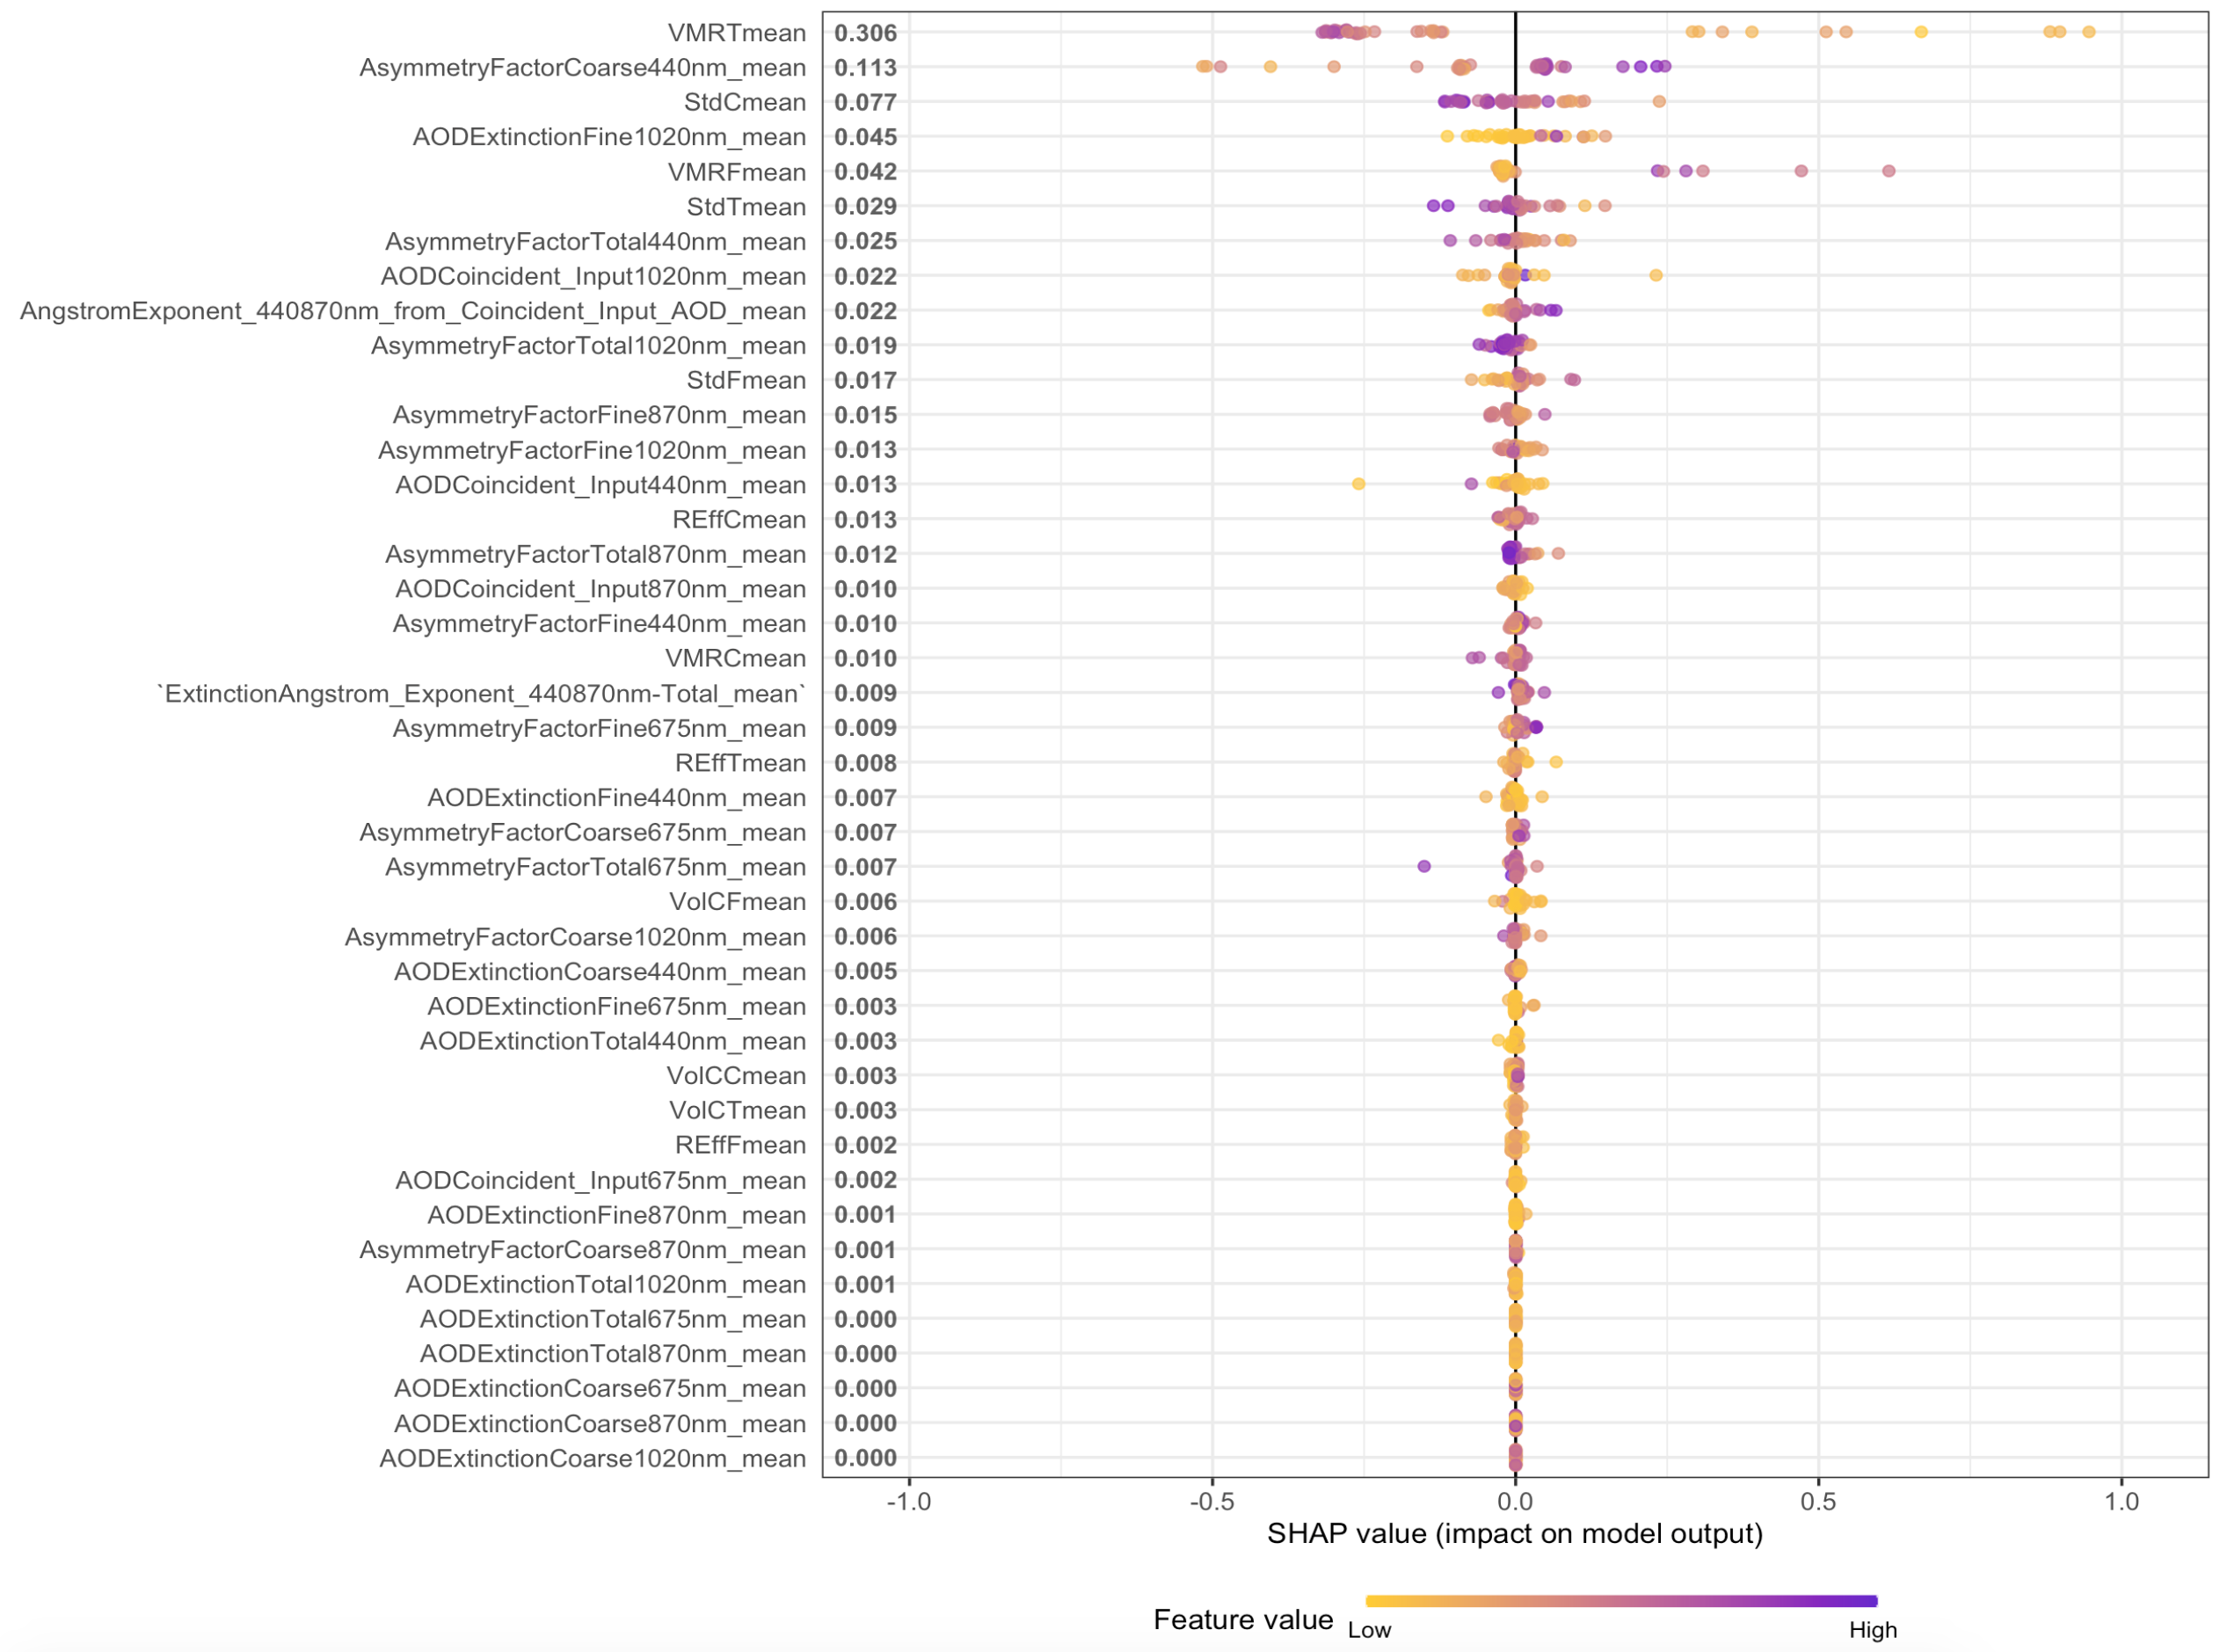 VMRTmean 0.306
AsymmetryFactorCoarse440nm_mean 0.113
StdCmean 0.077
AODExtinctionFine1020nm_mean 0.045
VMRFmean 0.042
StdTmean 0.029
AsymmetryFactorTotal440nm_mean 0.025
AODCoincident_Input1020nm_mean 0.022
AngstromExponent_440870nm_from_Coincident_Input_AOD_mean 0.022
AsymmetryFactorTotal1020nm_mean 0.019
StdFmean 0.017
AsymmetryFactorFine870nm_mean 0.015
AsymmetryFactorFine1020nm_mean 0.013
AODCoincident_Input440nm_mean 0.013
REffCmean 0.013
AsymmetryFactorTotal870nm_mean 0.012
AODCoincident_Input870nm_mean 0.010
AsymmetryFactorFine440nm_mean 0.010
VMRCmean 0.010
`ExtinctionAngstrom_Exponent_440870nm-Total_mean` 0.009
AsymmetryFactorFine675nm_mean 0.009
REffTmean 0.008
AODExtinctionFine440nm_mean 0.007
AsymmetryFactorCoarse675nm_mean 0.007
AsymmetryFactorTotal675nm_mean 0.007
VolCFmean 0.006
AsymmetryFactorCoarse1020nm_mean 0.006
AODExtinctionCoarse440nm_mean 0.005
AODExtinctionFine675nm_mean 0.003
AODExtinctionTotal440nm_mean 0.003
VolCCmean 0.003
VolCTmean 0.003
REffFmean 0.002
AODCoincident_Input675nm_mean 0.002
AODExtinctionFine870nm_mean 0.001
AsymmetryFactorCoarse870nm_mean 0.001
AODExtinctionTotal1020nm_mean 0.001
AODExtinctionTotal675nm_mean 0.000
AODExtinctionTotal870nm_mean 0.000
AODExtinctionCoarse675nm_mean 0.000
AODExtinctionCoarse870nm_mean 0.000
AODExtinctionCoarse1020nm_mean 0.000
-1.0 -0.5 0.0 0.5 1.0
SHAP value (impact on model output)
Feature value
Low High